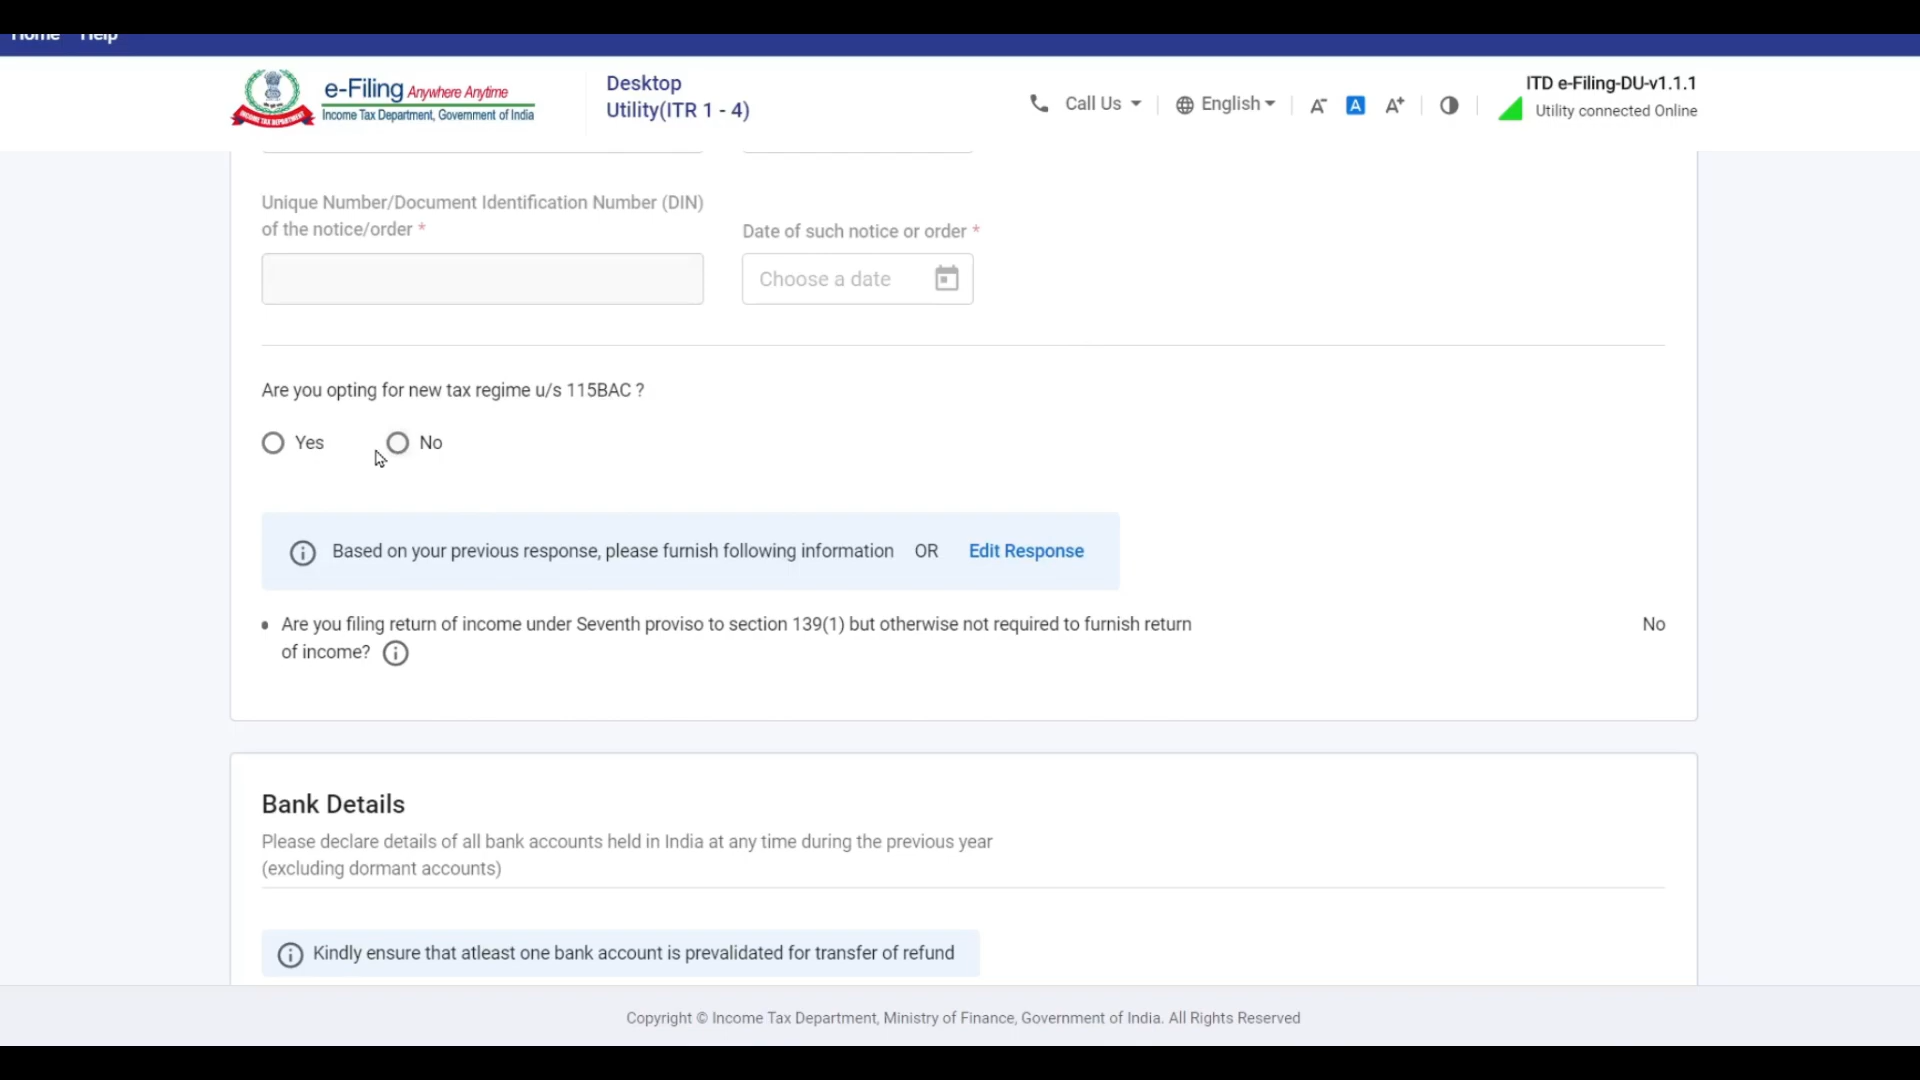 Home Help
e-Filing Anywhere Anytime
Income Tax Department, Government of India
Desktop
Utility(ITR 1 - 4)
Call Us
English
A-
A
A+
ITD e-Filing-DU-v1.1.1
Utility connected Online
Unique Number/Document Identification Number (DIN)
of the notice/order *
Date of such notice or order *
Choose a date
Are you opting for new tax regime u/s 115BAC ?
Yes
No
Based on your previous response, please furnish following information OR Edit Response
Are you filing return of income under Seventh proviso to section 139(1) but otherwise not required to furnish return
of income?
No
Bank Details
Please declare details of all bank accounts held in India at any time during the previous year
(excluding dormant accounts)
Kindly ensure that atleast one bank account is prevalidated for transfer of refund
Copyright © Income Tax Department, Ministry of Finance, Government of India. All Rights Reserved